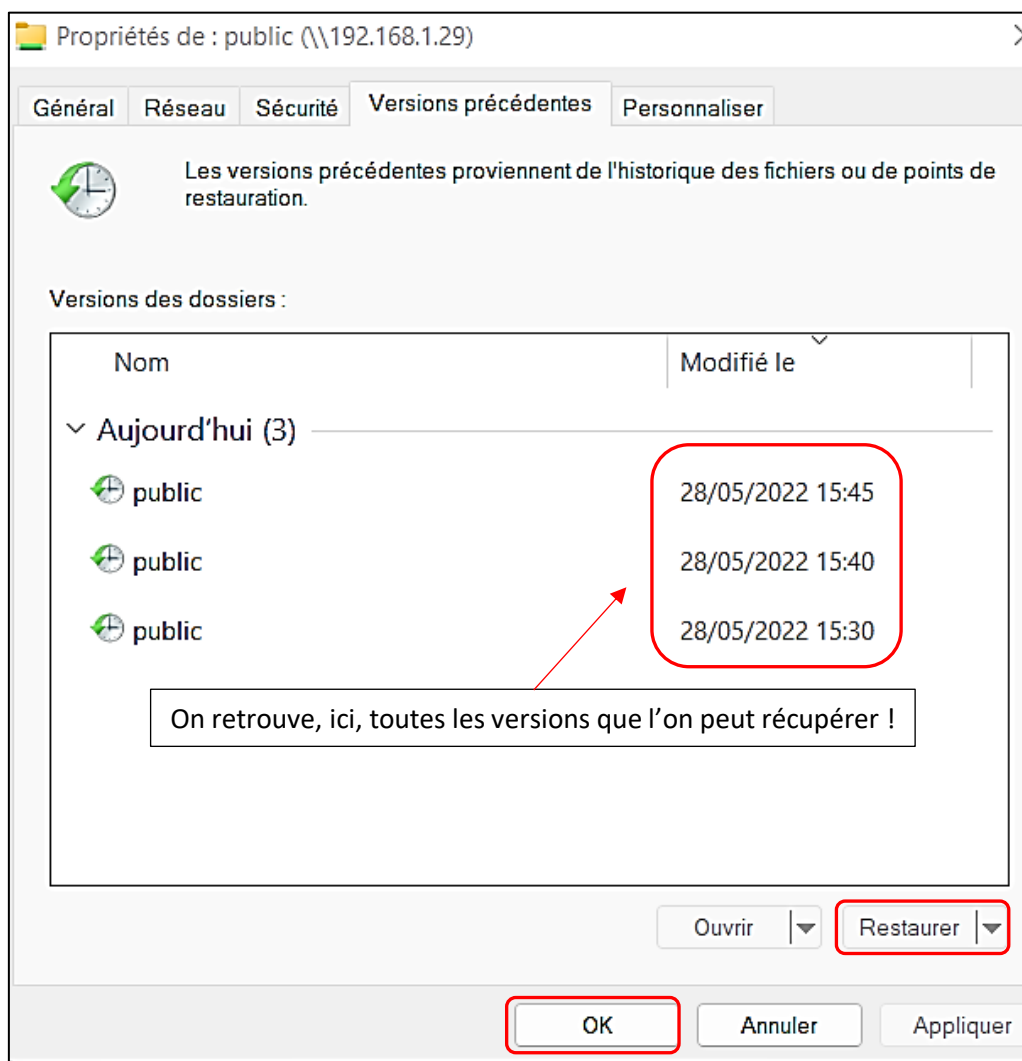 Propriétés de : public (\\192.168.1.29)
Général Réseau Sécurité Versions précédentes Personnaliser
Les versions précédentes proviennent de l'historique des fichiers ou de points de
restauration.
Versions des dossiers :
Nom Modifié le
Aujourd'hui (3)
public 28/05/2022 15:45
public 28/05/2022 15:40
public 28/05/2022 15:30
On retrouve, ici, toutes les versions que l’on peut récupérer !
Ouvrir Restaurer
OK Annuler Appliquer